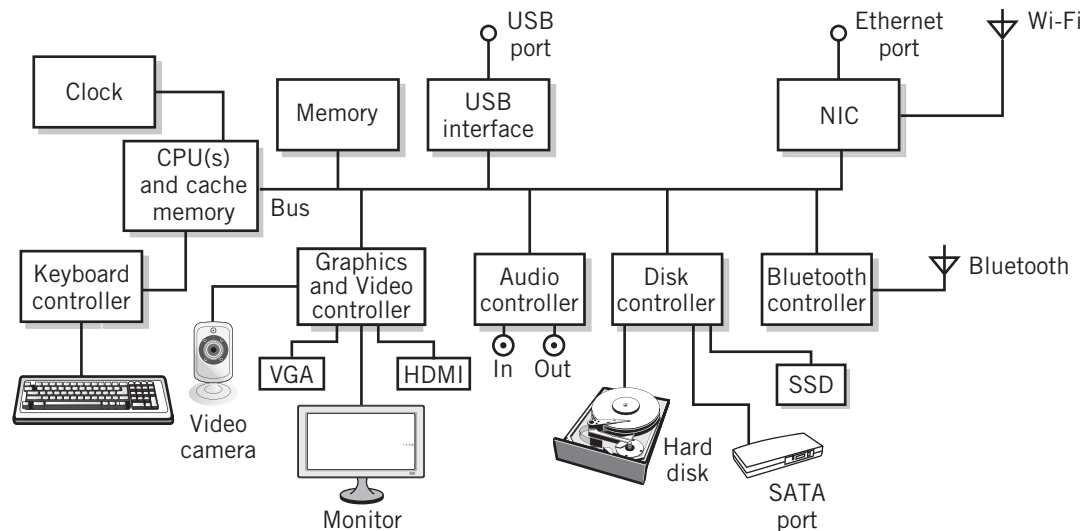 USB
port
Ethernet
port
Wi-Fi
Clock
Memory
USB
interface
NIC
CPU(s)
and cache
memory
Bus
Keyboard
controller
Graphics
and Video
controller
Audio
controller
Disk
controller
Bluetooth
controller
Bluetooth
VGA
HDMI
In
Out
SSD
Video
camera
Monitor
Hard
disk
SATA
port